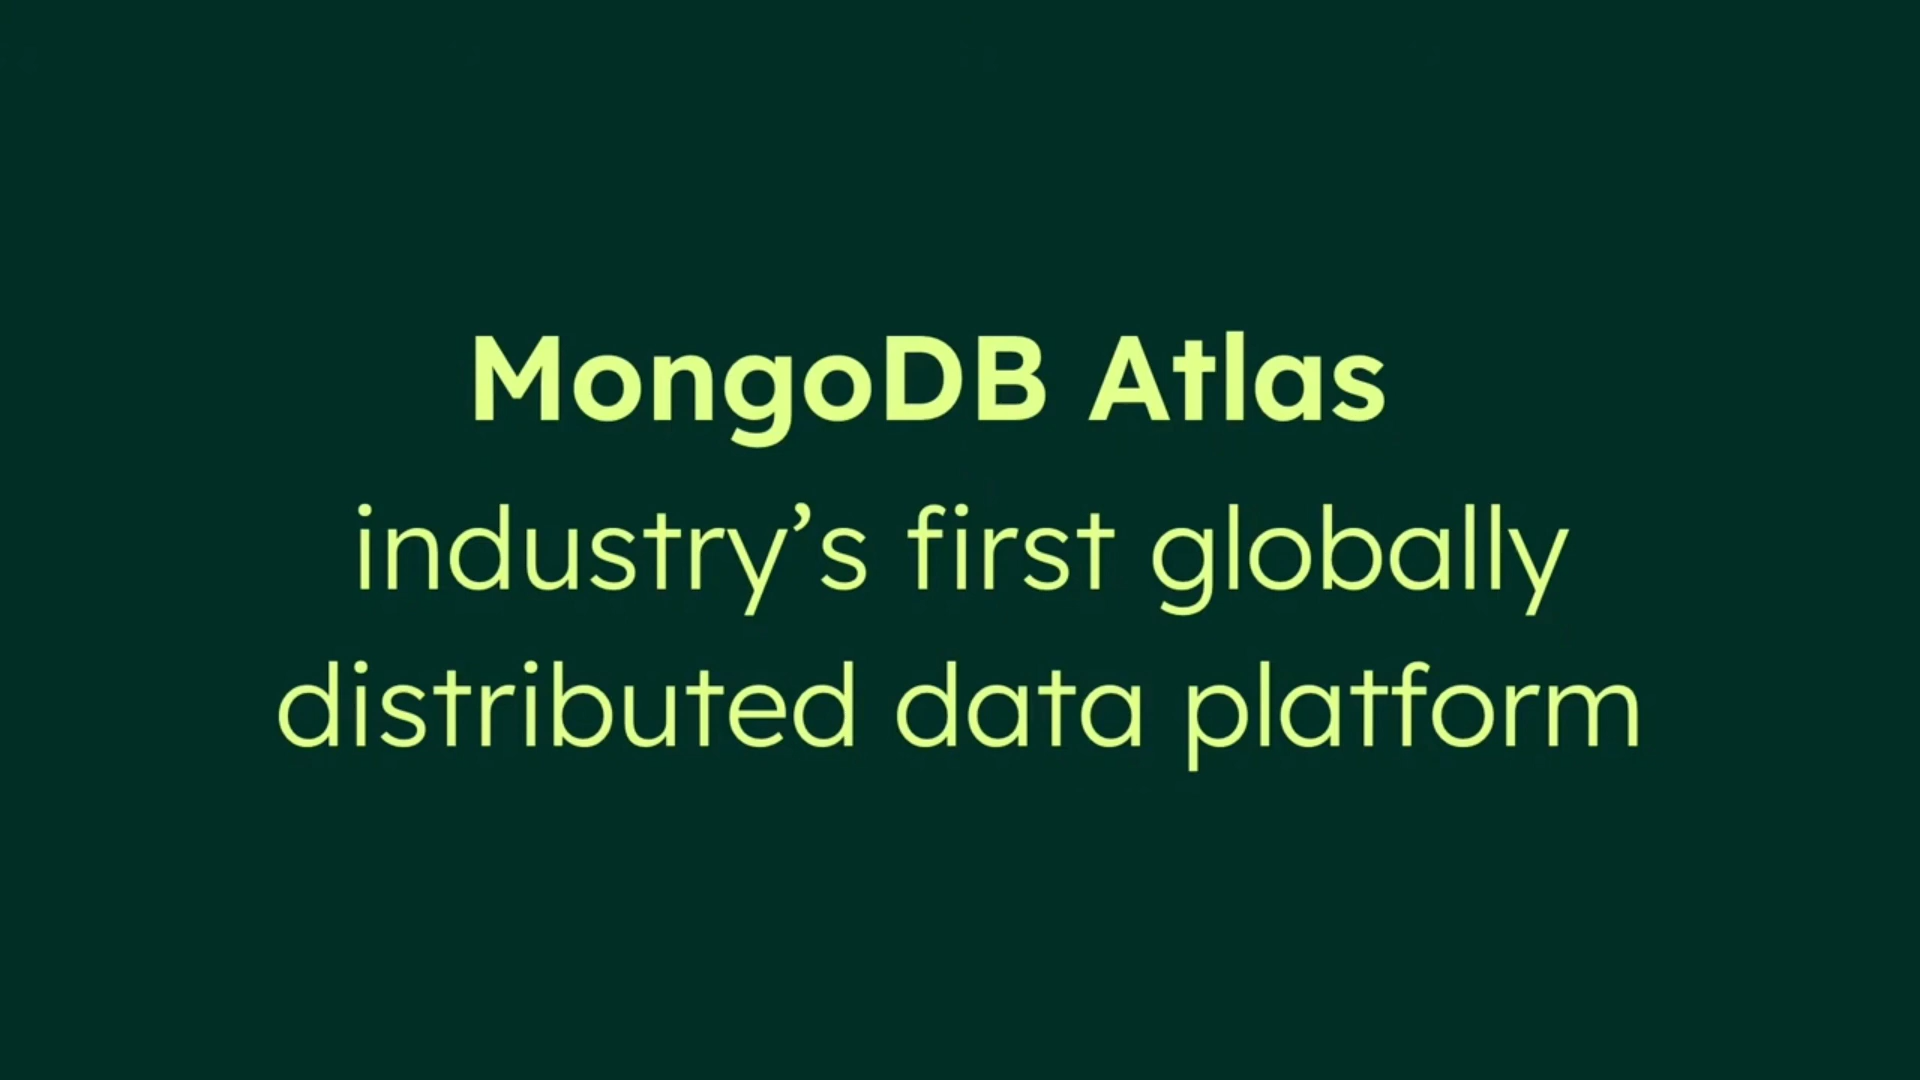 MongoDB Atlas
industry’s first globally
distributed data platform